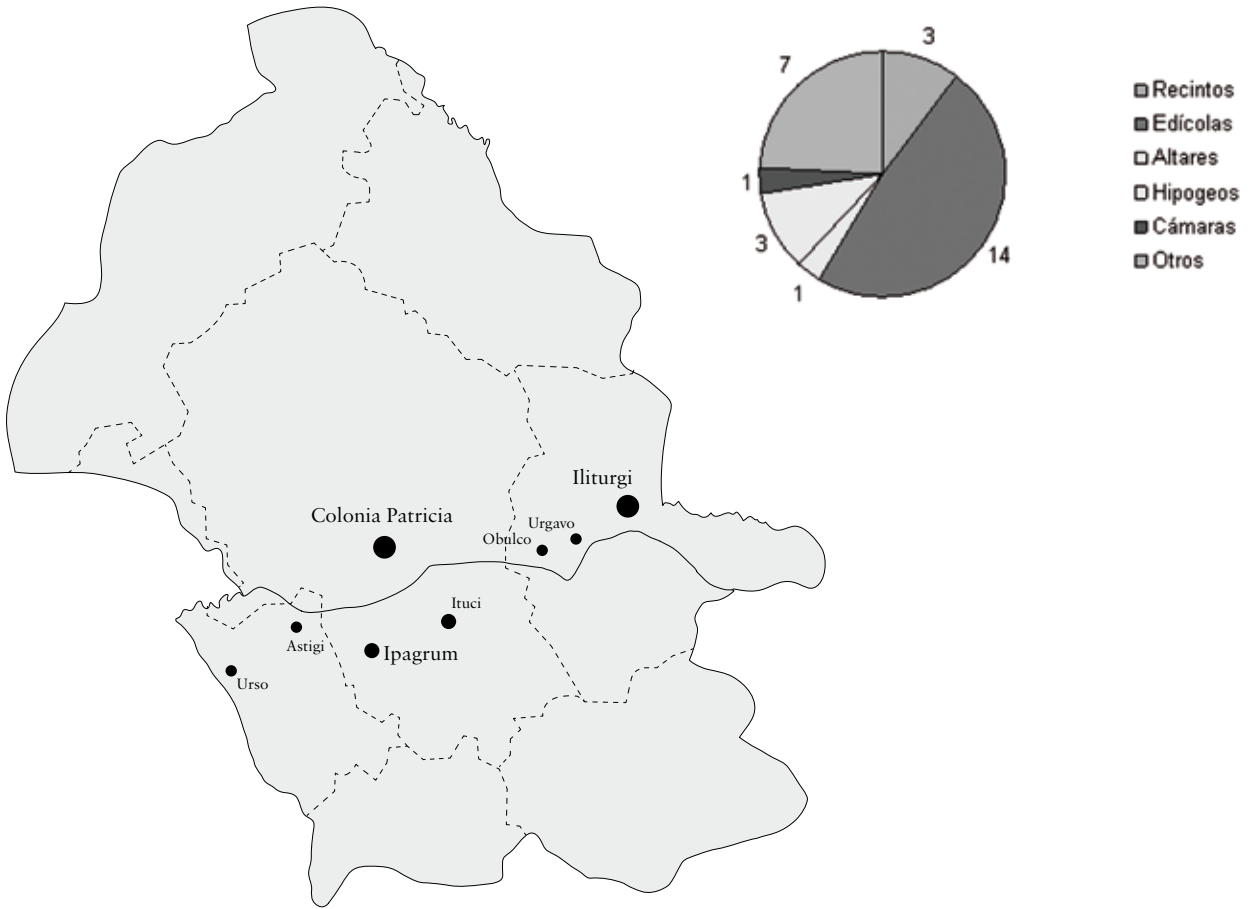 3
7
Recintos
Edícolas
Altares
1
Hipogeos
Cámaras
3
14
Otros
1
Iliturgi
Colonia Patricia
Urgavo
Obulco
Ituci
Astigi
Ipagrum
Urso